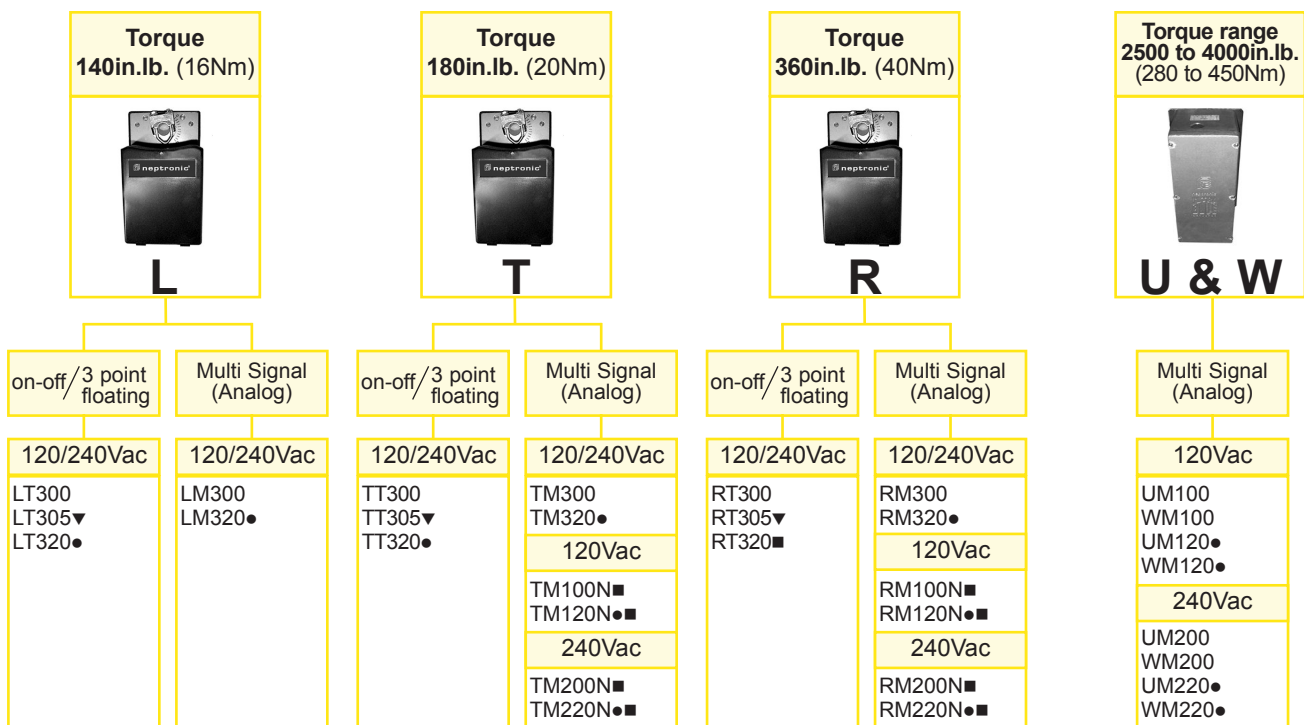 Torque
140in.lb. (16Nm)
neptronic
L
on-off/3 point
floating
120/240Vac
LT300
LT305▼
LT320●
Multi Signal
(Analog)
120/240Vac
LM300
LM320●
Torque
180in.lb. (20Nm)
neptronic
T
on-off/3 point
floating
120/240Vac
TT300
TT305▼
TT320●
Multi Signal
(Analog)
120/240Vac
TM300
TM320●
120Vac
TM100N■
TM120N●■
240Vac
TM200N■
TM220N●■
Torque
360in.lb. (40Nm)
neptronic
R
on-off/3 point
floating
120/240Vac
RT300
RT305▼
RT320■
Multi Signal
(Analog)
120/240Vac
RM300
RM320●
120Vac
RM100N■
RM120N●■
240Vac
RM200N■
RM220N●■
Torque range
2500 to 4000in.lb.
(280 to 450Nm)
U & W
Multi Signal
(Analog)
120Vac
UM100
WM100
UM120●
WM120●
240Vac
UM200
WM200
UM220●
WM220●